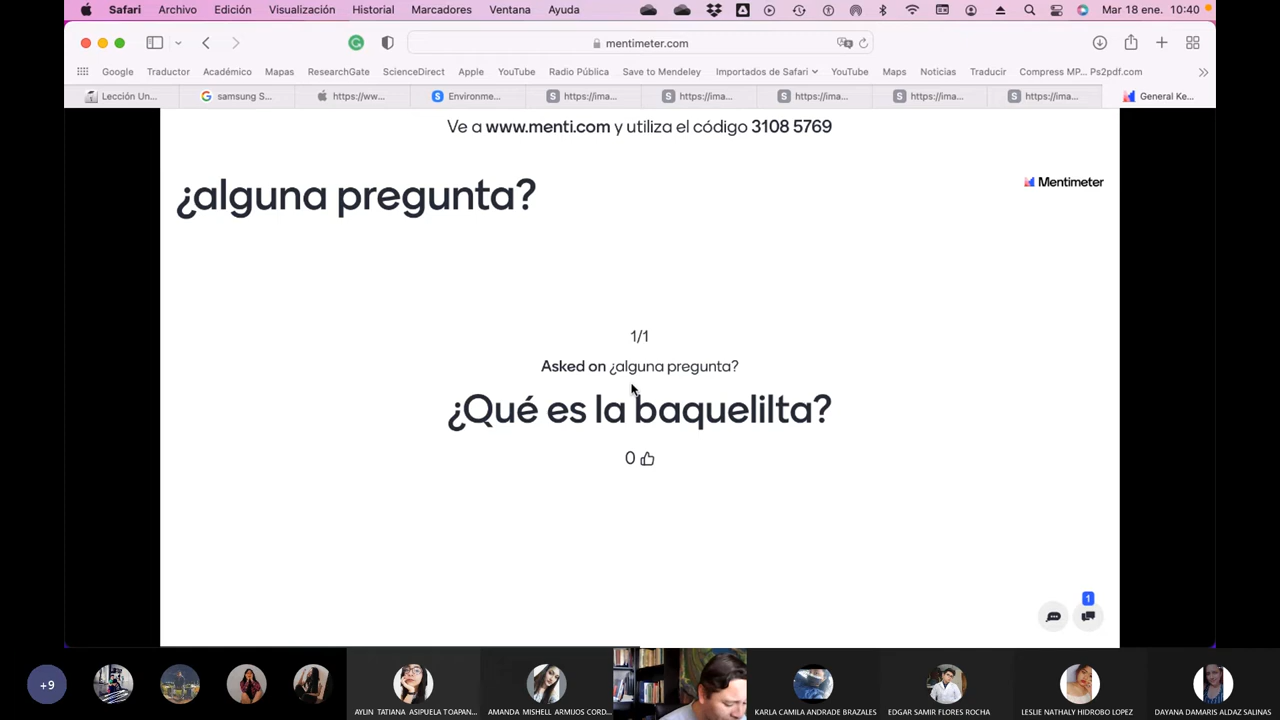 Safari Archivo Edición Visualización Historial Marcadores Ventana Ayuda Mar 18 ene. 10:40
mentimeter.com
Google Traductor Académico Mapas ResearchGate ScienceDirect Apple YouTube Radio Pública Save to Mendeley Importados de Safari YouTube Maps Noticias Traducir Compress MP... Ps2pdf.com
Lección Un... samsung S... https://ww... Environme... https://ima... https://ima... https://ima... https://ima... https://ima... General Ke...
Ve a www.menti.com y utiliza el código 3108 5769
¿alguna pregunta?
Mentimeter
1/1
Asked on ¿alguna pregunta?
¿Qué es la baquelilta?
0
1
+9
AYLIN TATIANA ASIPUELA TOAPAN... AMANDA MISHELL ARMIJOS CORD... KARLA CAMILA ANDRADE BRAZALES EDGAR SAMIR FLORES ROCHA LESLIE NATHALY HIDROBO LOPEZ DAYANA DAMARIS ALDAZ SALINAS